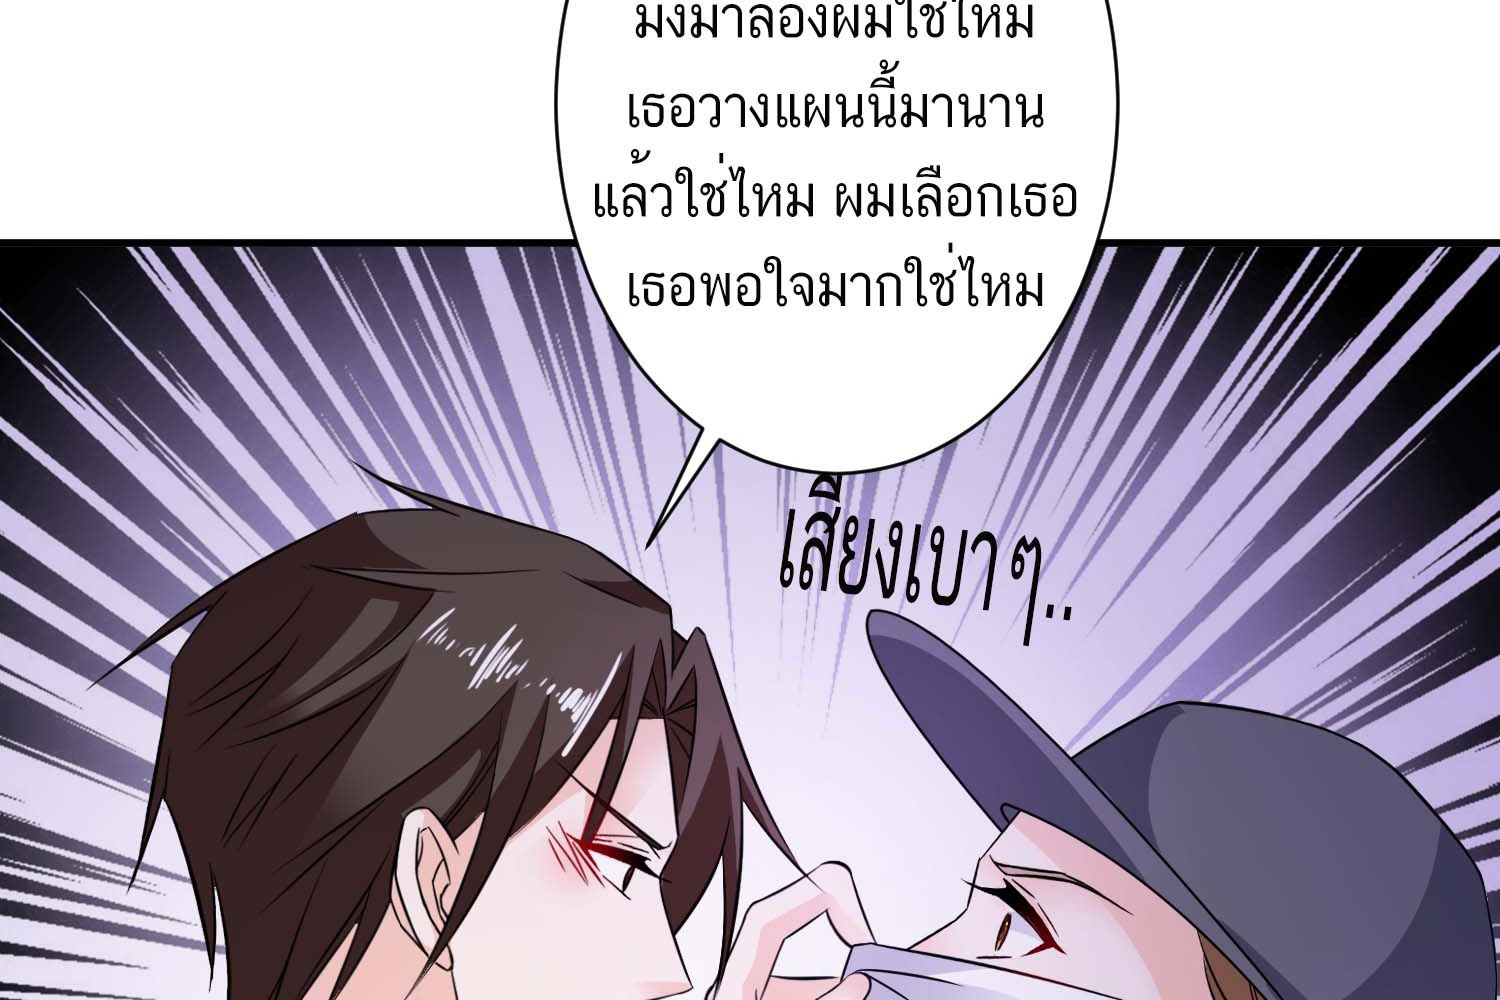 มึงมาลองผมใช่ไหม
เธอวางแผนนี้มานาน
แล้วใช่ไหม ผมเลือกเธอ
เธอพอใจมากใช่ไหม
เสียงเบาๆ..